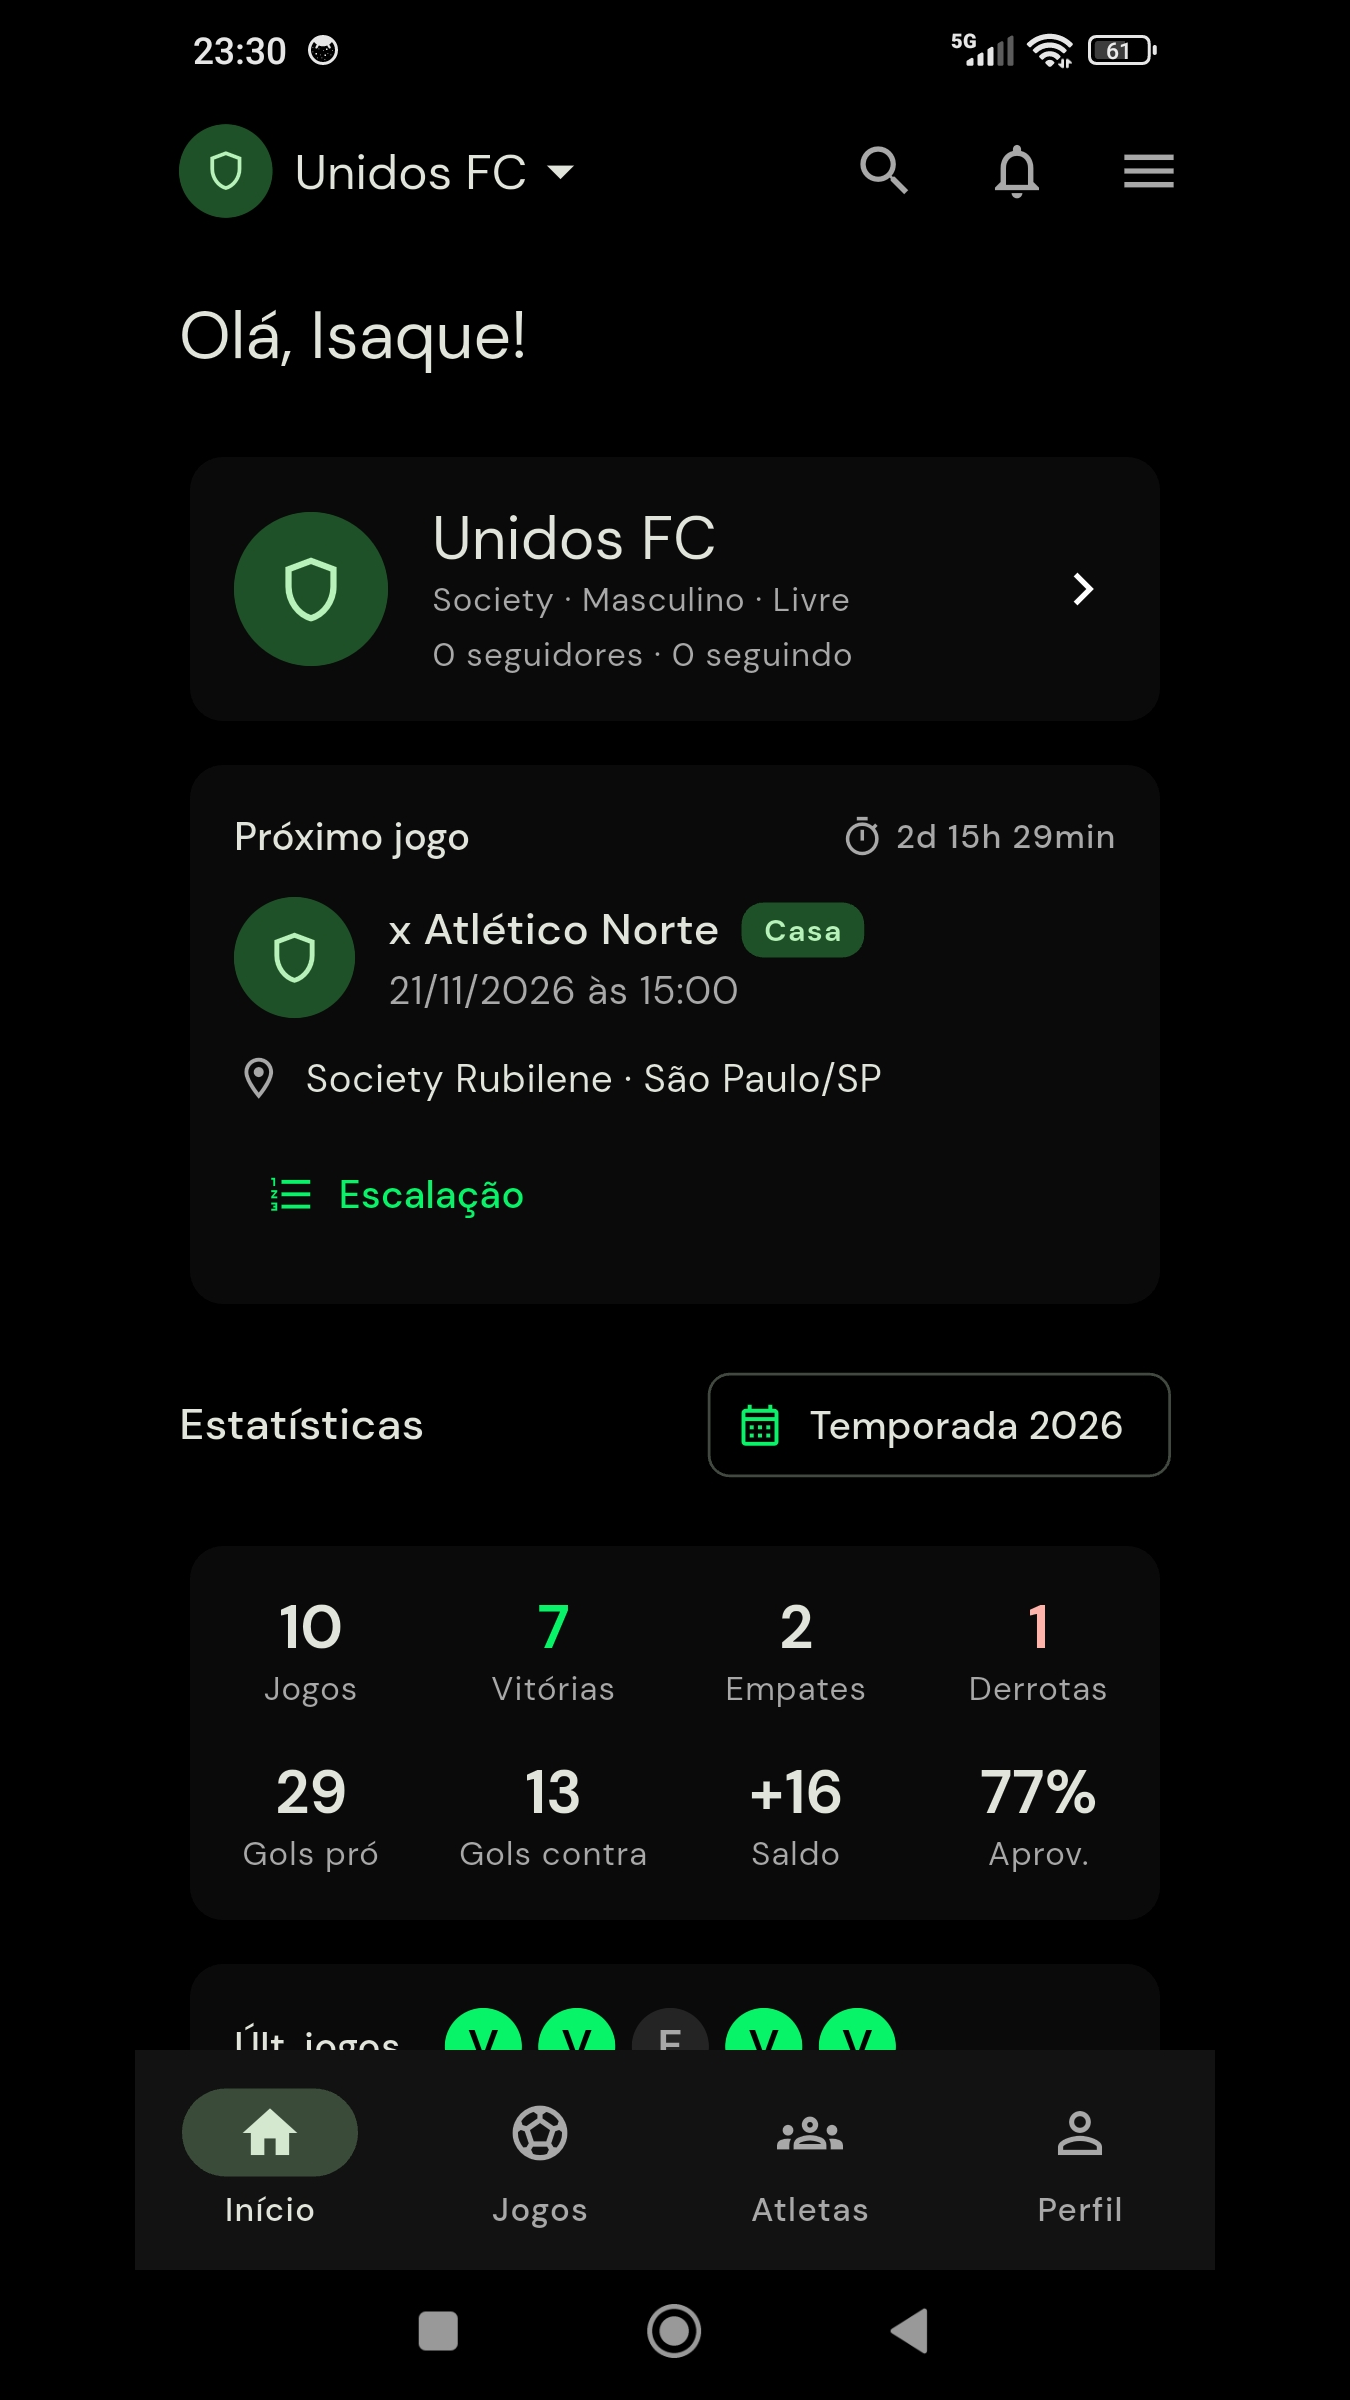 23:30
5G
61
Unidos FC
Olá, Isaque!
Unidos FC
Society · Masculino · Livre
0 seguidores · 0 seguindo
Próximo jogo
2d 15h 29min
x Atlético Norte
Casa
21/11/2026 às 15:00
Society Rubilene · São Paulo/SP
Escalação
Estatísticas
Temporada 2026
10 7 2 1
Jogos Vitórias Empates Derrotas
29 13 +16 77%
Gols pró Gols contra Saldo Aprov.
Últ. jogos V V E V V
Início Jogos Atletas Perfil